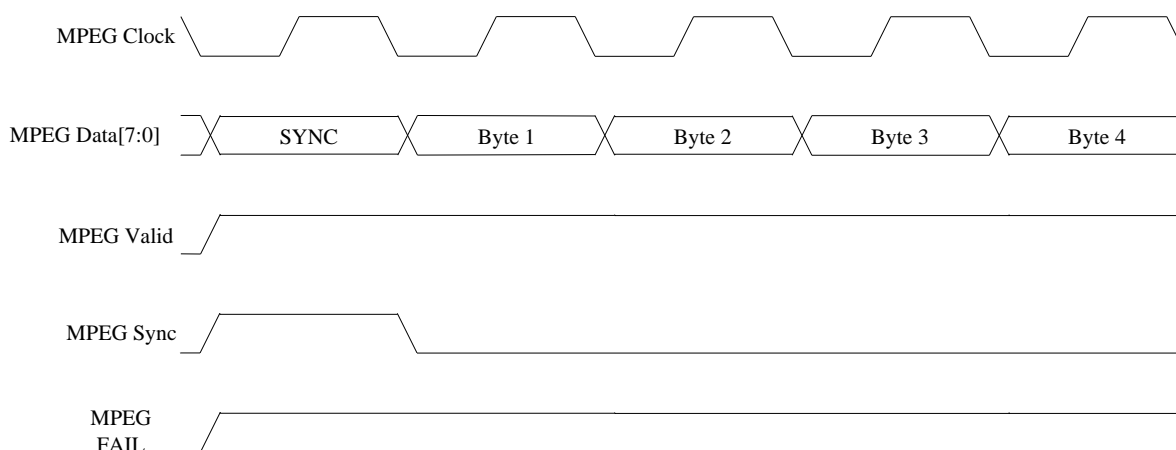 MPEG Clock
MPEG Data[7:0]
SYNC
Byte 1
Byte 2
Byte 3
Byte 4
MPEG Valid
MPEG Sync
MPEG
FAIL